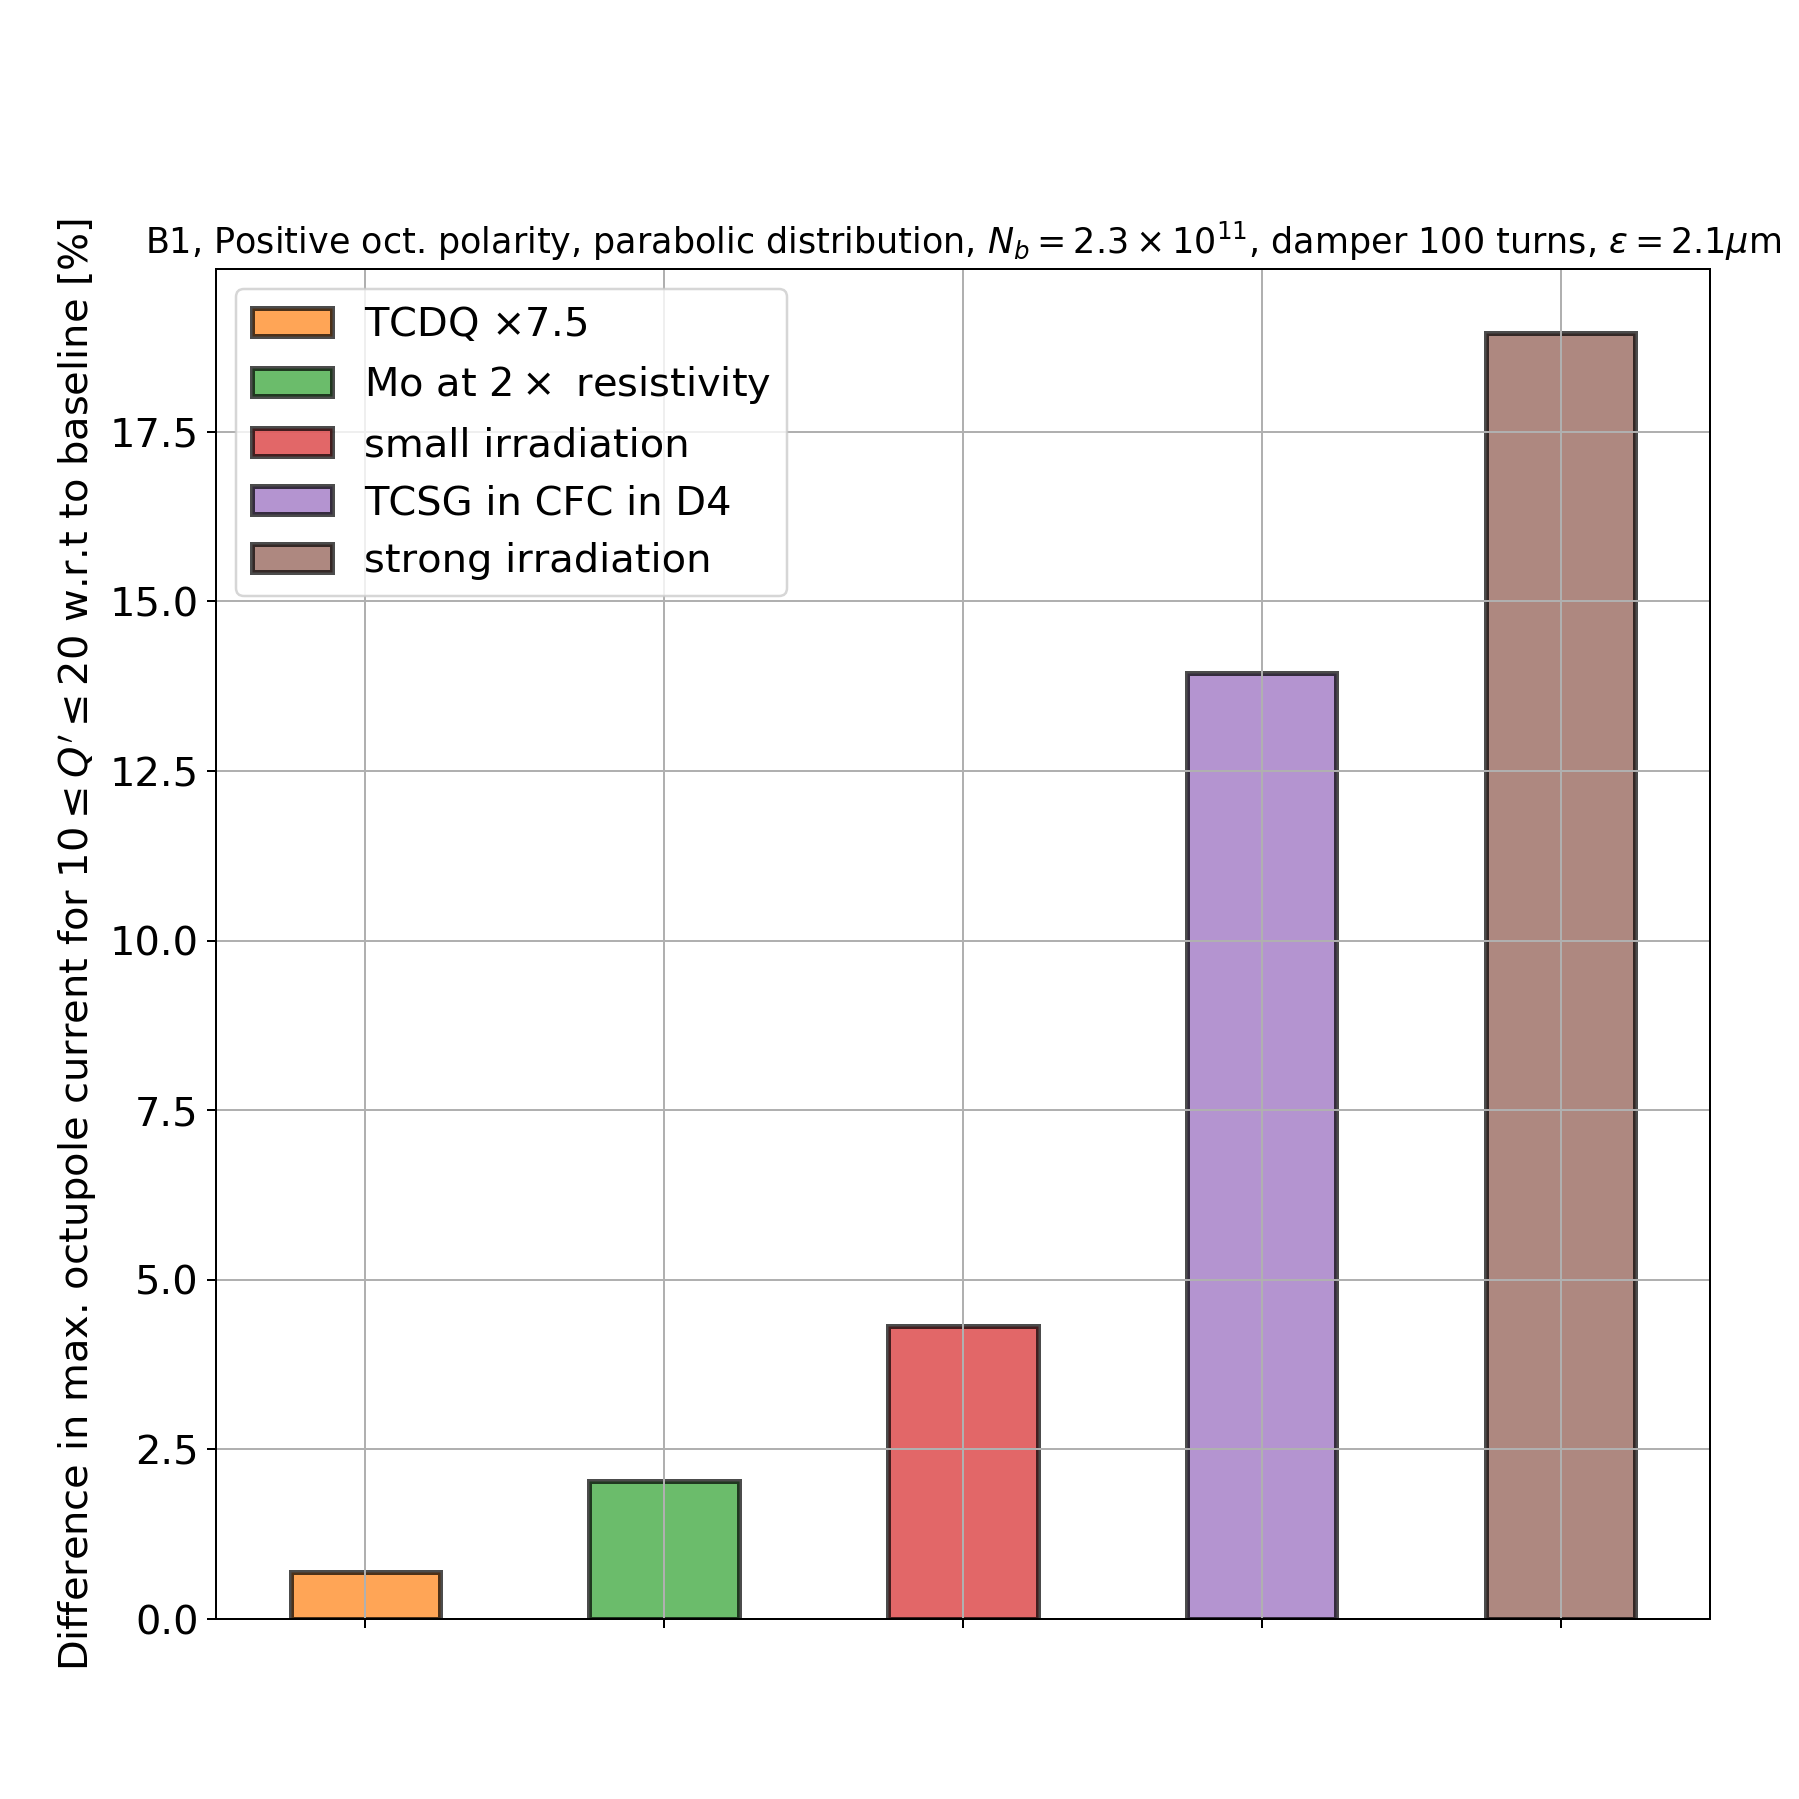 B1, Positive oct. polarity, parabolic distribution, $N_b = 2.3 \times 10^{11}$, damper 100 turns, $\varepsilon = 2.1\mu$m
Difference in max. octupole current for $10 \leq Q' \leq 20$ w.r.t to baseline [%]
TCDQ ×7.5
Mo at 2× resistivity
small irradiation
TCSG in CFC in D4
strong irradiation
17.5
15.0
12.5
10.0
7.5
5.0
2.5
0.0